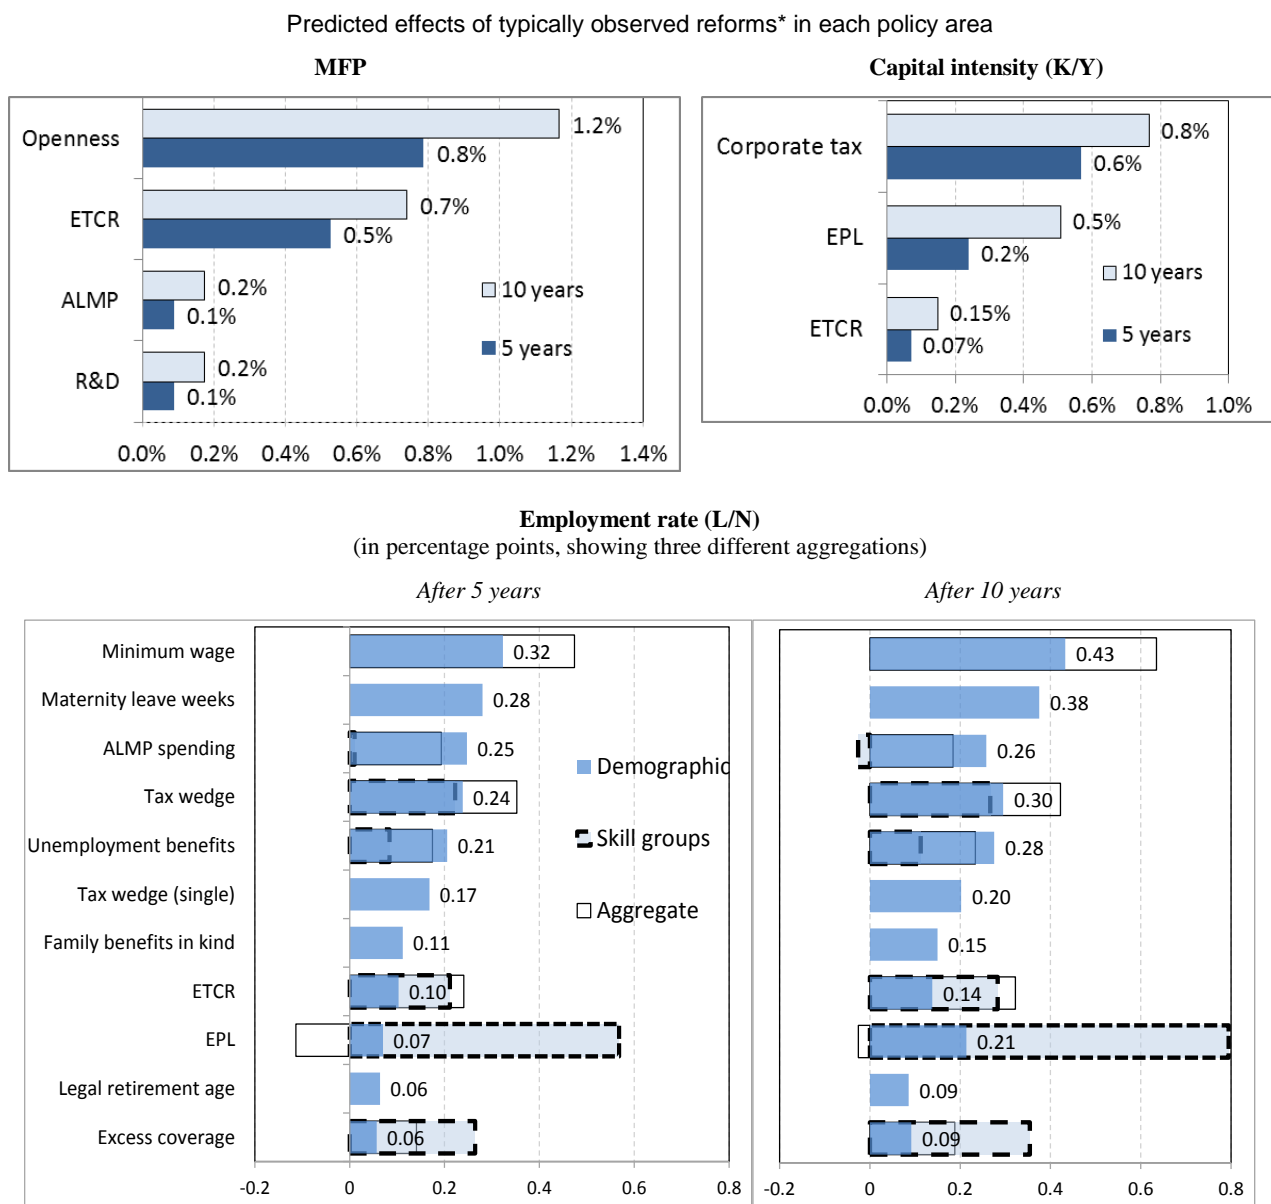 Predicted effects of typically observed reforms* in each policy area
MFP
Openness
1.2%
0.8%
ETCR
0.7%
0.5%
ALMP
0.2%
0.1%
R&D
0.2%
0.1%
10 years
5 years
0.0% 0.2% 0.4% 0.6% 0.8% 1.0% 1.2% 1.4%
Capital intensity (K/Y)
Corporate tax
0.8%
0.6%
EPL
0.5%
0.2%
ETCR
0.15%
0.07%
10 years
5 years
0.0% 0.2% 0.4% 0.6% 0.8% 1.0%
Employment rate (L/N)
(in percentage points, showing three different aggregations)
After 5 years
Minimum wage 0.32
Maternity leave weeks 0.28
ALMP spending 0.25
Tax wedge 0.24
Unemployment benefits 0.21
Tax wedge (single) 0.17
Family benefits in kind 0.11
ETCR 0.10
EPL 0.07
Legal retirement age 0.06
Excess coverage 0.06
Demographic
Skill groups
Aggregate
-0.2 0 0.2 0.4 0.6 0.8
After 10 years
0.43
0.38
0.26
0.30
0.28
0.20
0.15
0.14
0.21
0.09
0.09
-0.2 0 0.2 0.4 0.6 0.8